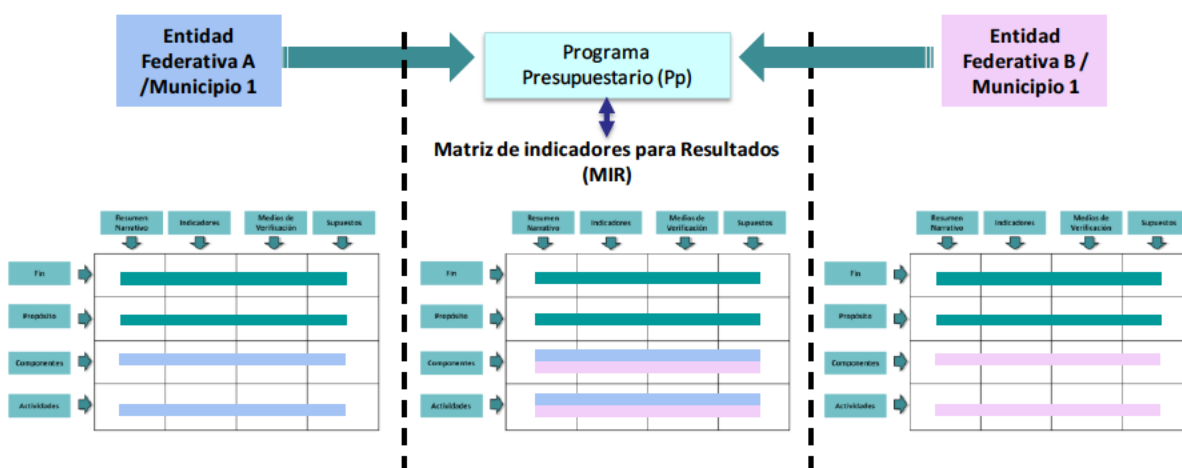 Entidad
Federativa A
/Municipio 1
Programa
Presupuestario (Pp)
Entidad
Federativa B /
Municipio 1
Matriz de indicadores para Resultados
(MIR)
Resumen
Narrativo
Indicadores
Medios de
Verificación
Supuestos
Fin
Propósito
Componentes
Actividades
Resumen
Narrativo
Indicadores
Medios de
Verificación
Supuestos
Fin
Propósito
Componentes
Actividades
Resumen
Narrativo
Indicadores
Medios de
Verificación
Supuestos
Fin
Propósito
Componentes
Actividades